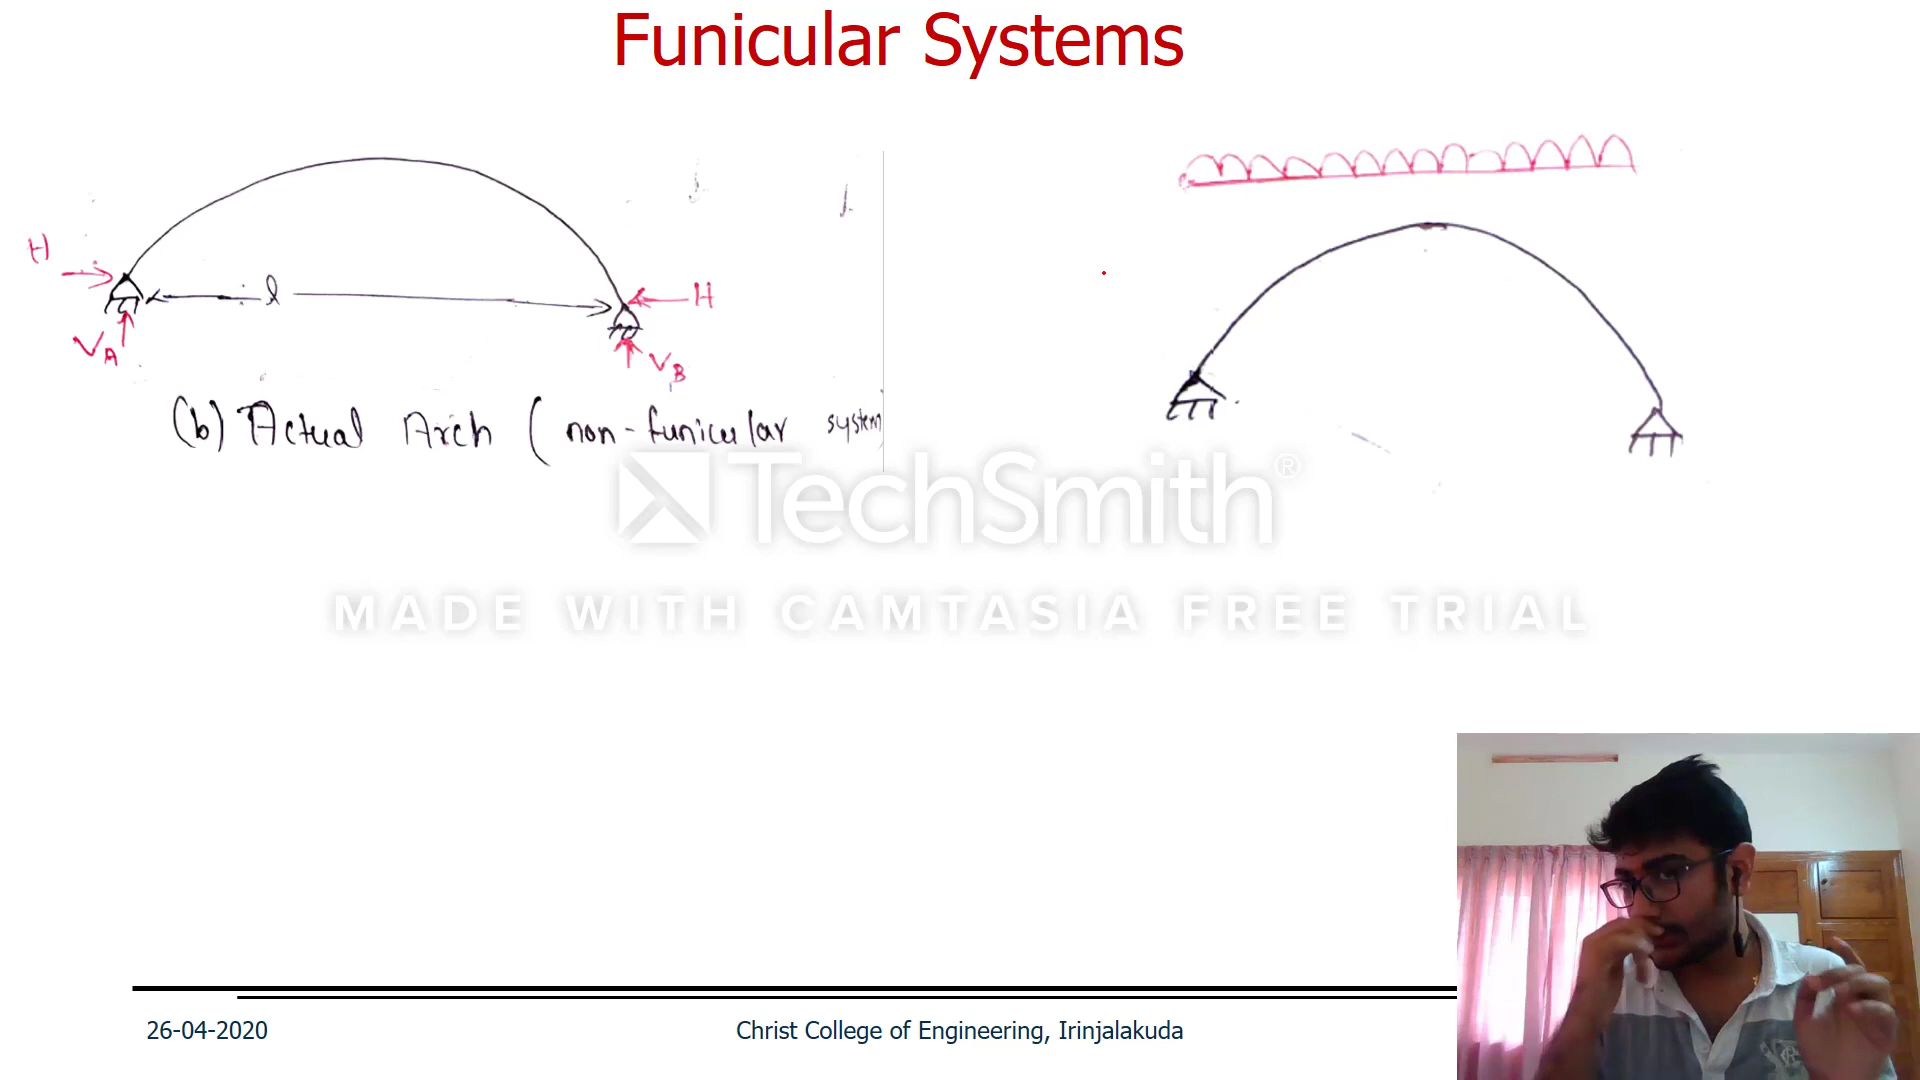 Funicular Systems
H
l
H
VA
VB
(b) Actual Arch (non-funicular system
TechSmith®
MADE WITH CAMTASIA FREE TRIAL
26-04-2020
Christ College of Engineering, Irinjalakuda